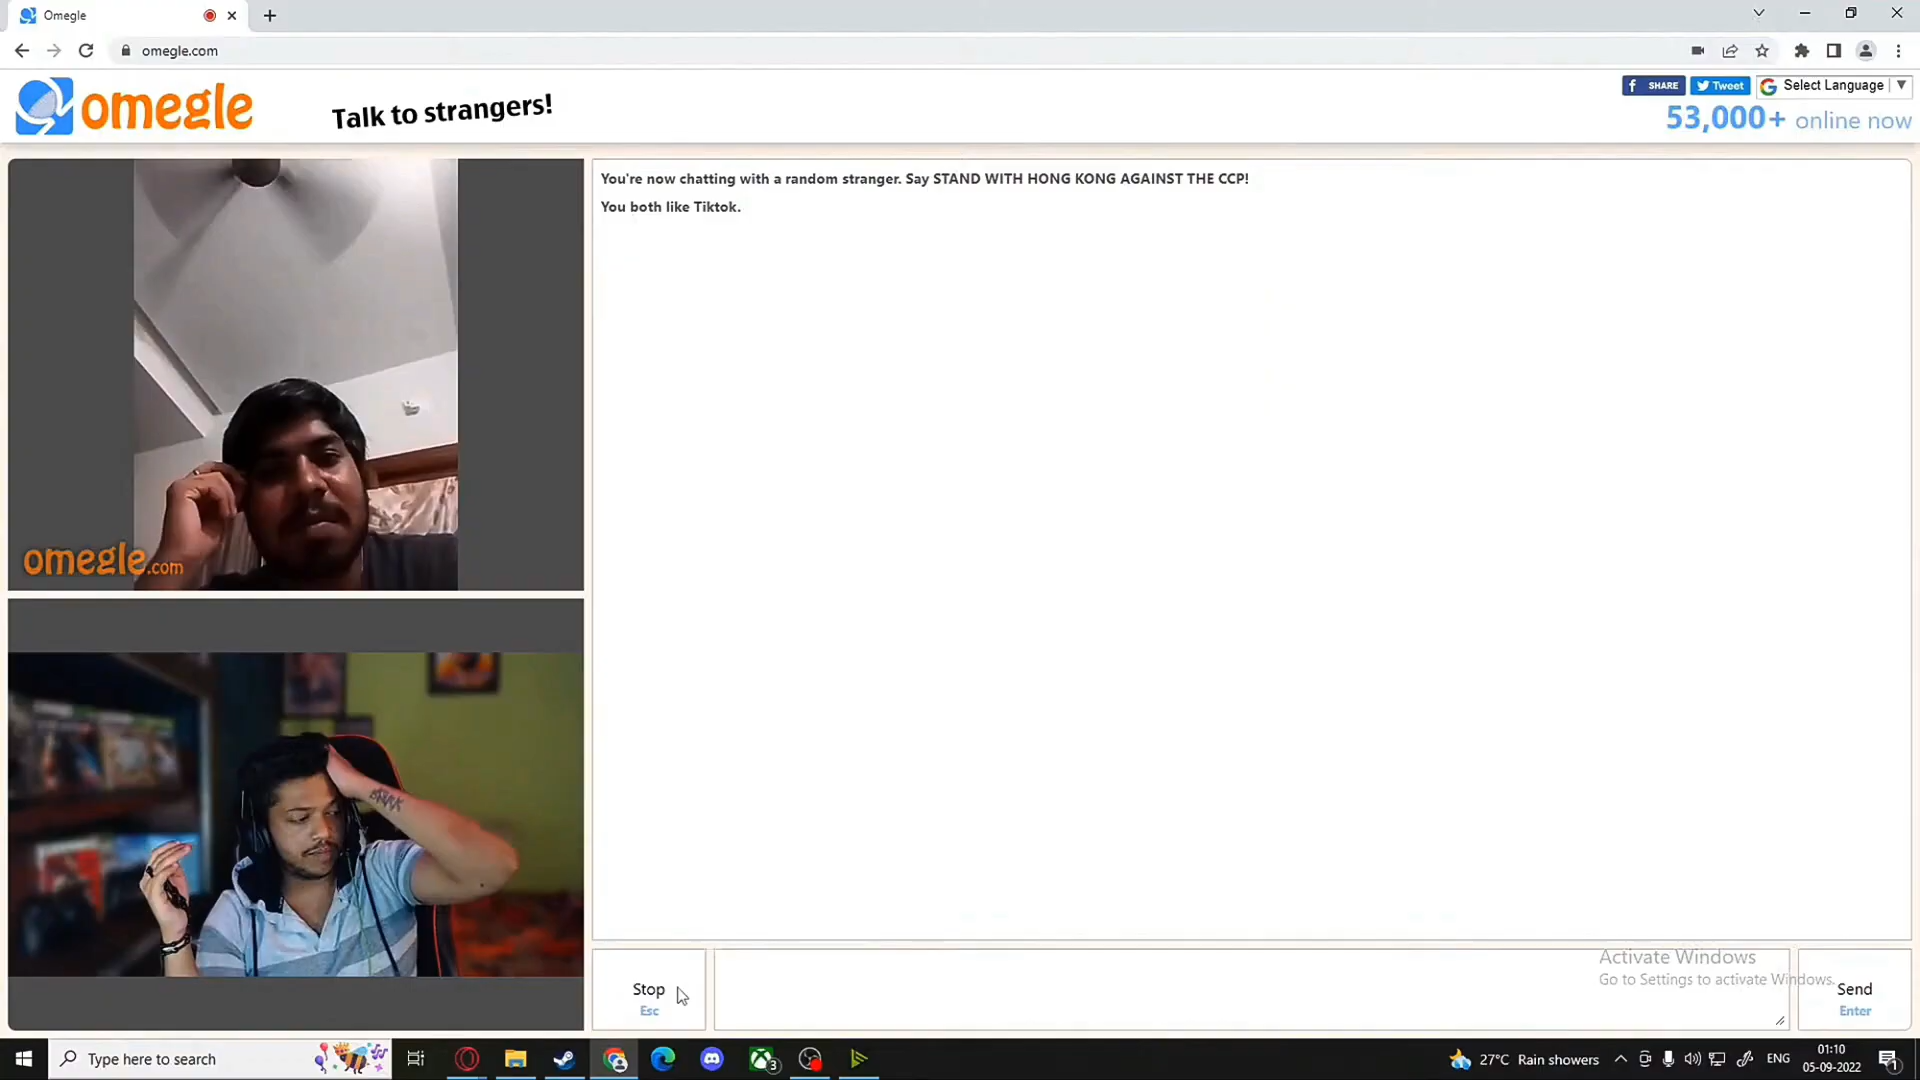 Omegle
omegle.com
omegle
Talk to strangers!
f SHARE
Tweet
Select Language ▼
53,000+ online now
You're now chatting with a random stranger. Say STAND WITH HONG KONG AGAINST THE CCP!
You both like Tiktok.
omegle.com
Stop
Esc
Activate Windows
Go to Settings to activate Windows.
Send
Enter
Type here to search
3
27°C Rain showers
ENG
01:10
05-09-2022
1